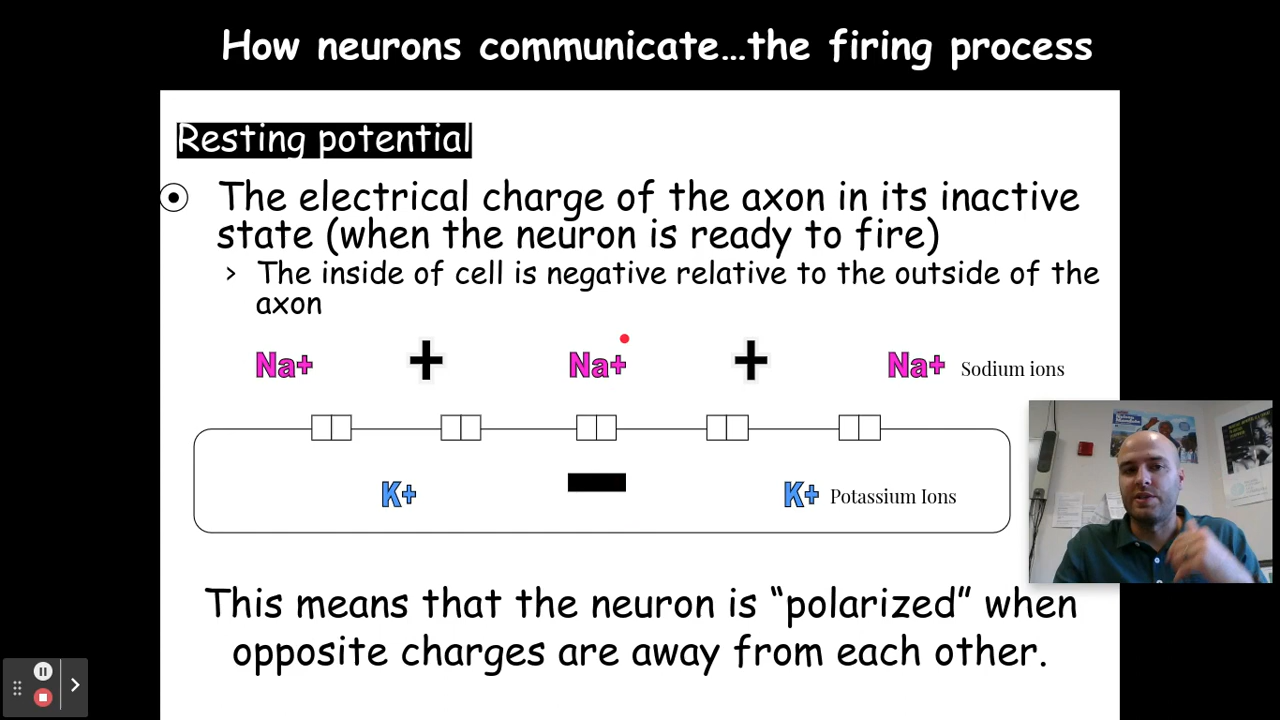 How neurons communicate…the firing process
Resting potential
The electrical charge of the axon in its inactive
state (when the neuron is ready to fire)
› The inside of cell is negative relative to the outside of the
axon
Na+ + Na+ + Na+ Sodium ions
K+ K+ Potassium Ions
This means that the neuron is “polarized” when
opposite charges are away from each other.